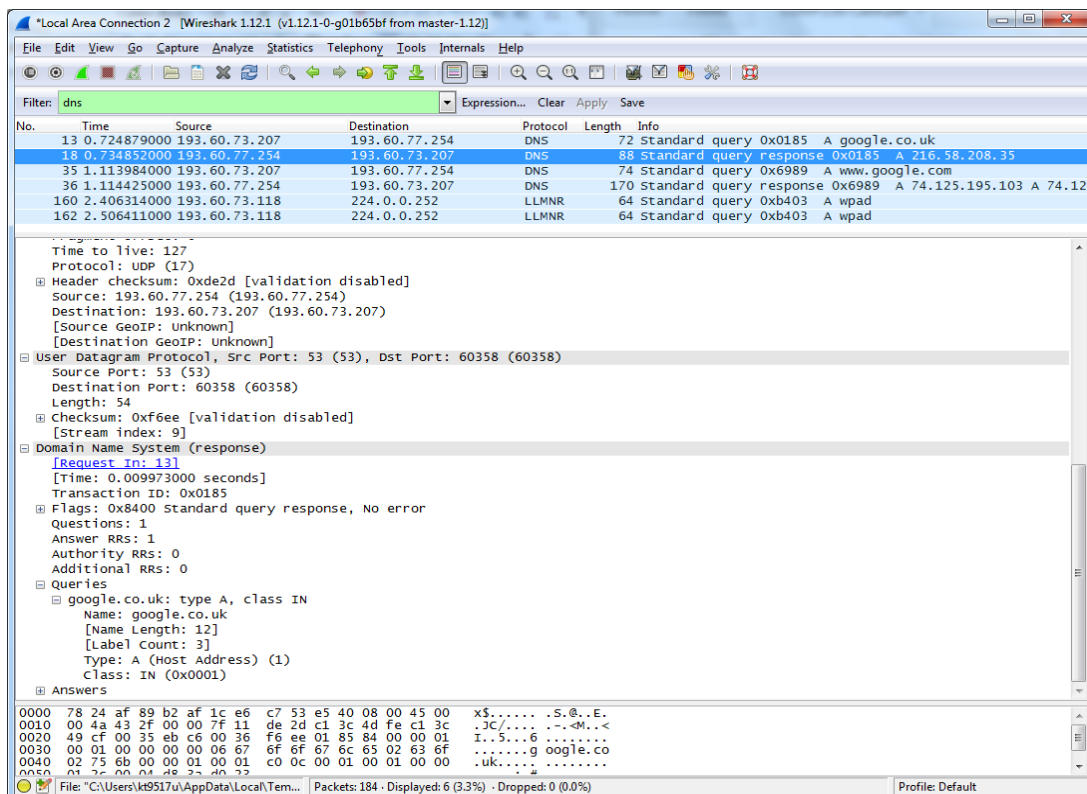 *Local Area Connection 2 [Wireshark 1.12.1 (v1.12.1-0-g01b65bf from master-1.12)]
File Edit View Go Capture Analyze Statistics Telephony Tools Internals Help
Filter: dns Expression... Clear Apply Save
No. Time Source Destination Protocol Length Info
13 0.724879000 193.60.73.207 193.60.77.254 DNS 72 Standard query 0x0185 A google.co.uk
18 0.734852000 193.60.77.254 193.60.73.207 DNS 88 Standard query response 0x0185 A 216.58.208.35
35 1.113984000 193.60.73.207 193.60.77.254 DNS 74 Standard query 0x6989 A www.google.com
36 1.114425000 193.60.77.254 193.60.73.207 DNS 170 Standard query response 0x6989 A 74.125.195.103 A 74.12
160 2.406314000 193.60.73.118 224.0.0.252 LLMNR 64 Standard query 0xb403 A wpad
162 2.506411000 193.60.73.118 224.0.0.252 LLMNR 64 Standard query 0xb403 A wpad
Time to live: 127
Protocol: UDP (17)
Header checksum: 0xde2d [validation disabled]
Source: 193.60.77.254 (193.60.77.254)
Destination: 193.60.73.207 (193.60.73.207)
[Source GeoIP: Unknown]
[Destination GeoIP: Unknown]
User Datagram Protocol, Src Port: 53 (53), Dst Port: 60358 (60358)
Source Port: 53 (53)
Destination Port: 60358 (60358)
Length: 54
Checksum: 0xf6ee [validation disabled]
[Stream index: 9]
Domain Name System (response)
[Request In: 13]
[Time: 0.009973000 seconds]
Transaction ID: 0x0185
Flags: 0x8400 Standard query response, No error
Questions: 1
Answer RRs: 1
Authority RRs: 0
Additional RRs: 0
Queries
google.co.uk: type A, class IN
Name: google.co.uk
[Name Length: 12]
[Label Count: 3]
Type: A (Host Address) (1)
Class: IN (0x0001)
Answers
0000 78 24 af 89 b2 af 1c e6 c7 53 e5 40 08 00 45 00 x$...... .S.@..E.
0010 00 4a 43 2f 00 00 7f 11 de 2d c1 3c 4d fe c1 3c .JC/.... .-.<M..<
0020 49 cf 00 35 eb c6 00 36 f6 ee 01 85 84 00 00 01 I..5...6 ........
0030 00 01 00 00 00 00 06 67 6f 6f 67 6c 65 02 63 6f .......g oogle.co
0040 02 75 6b 00 00 01 00 01 c0 0c 00 01 00 01 00 00 .uk..... ........
File: "C:\Users\kt9517u\AppData\Local\Tem... Packets: 184 · Displayed: 6 (3.3%) · Dropped: 0 (0.0%) Profile: Default